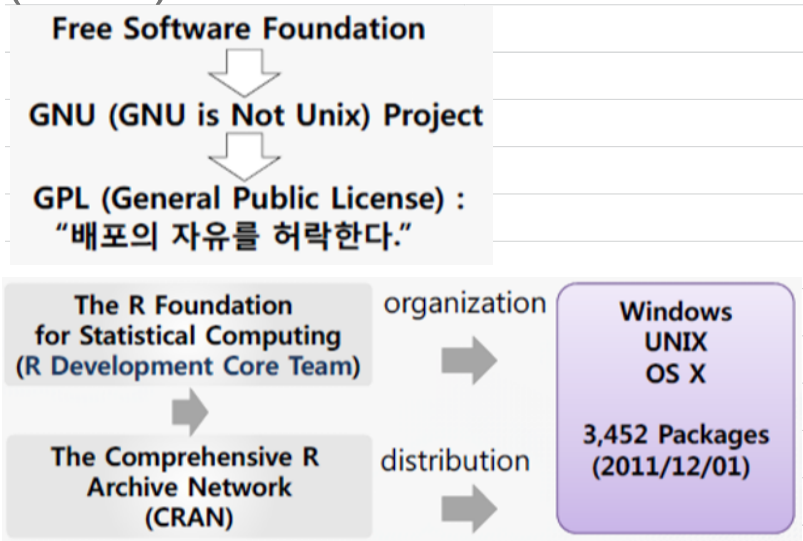 Free Software Foundation
GNU (GNU is Not Unix) Project
GPL (General Public License) :
“배포의 자유를 허락한다.”
The R Foundation
for Statistical Computing
(R Development Core Team)
organization
Windows
UNIX
OS X
3,452 Packages
(2011/12/01)
The Comprehensive R
Archive Network
(CRAN)
distribution